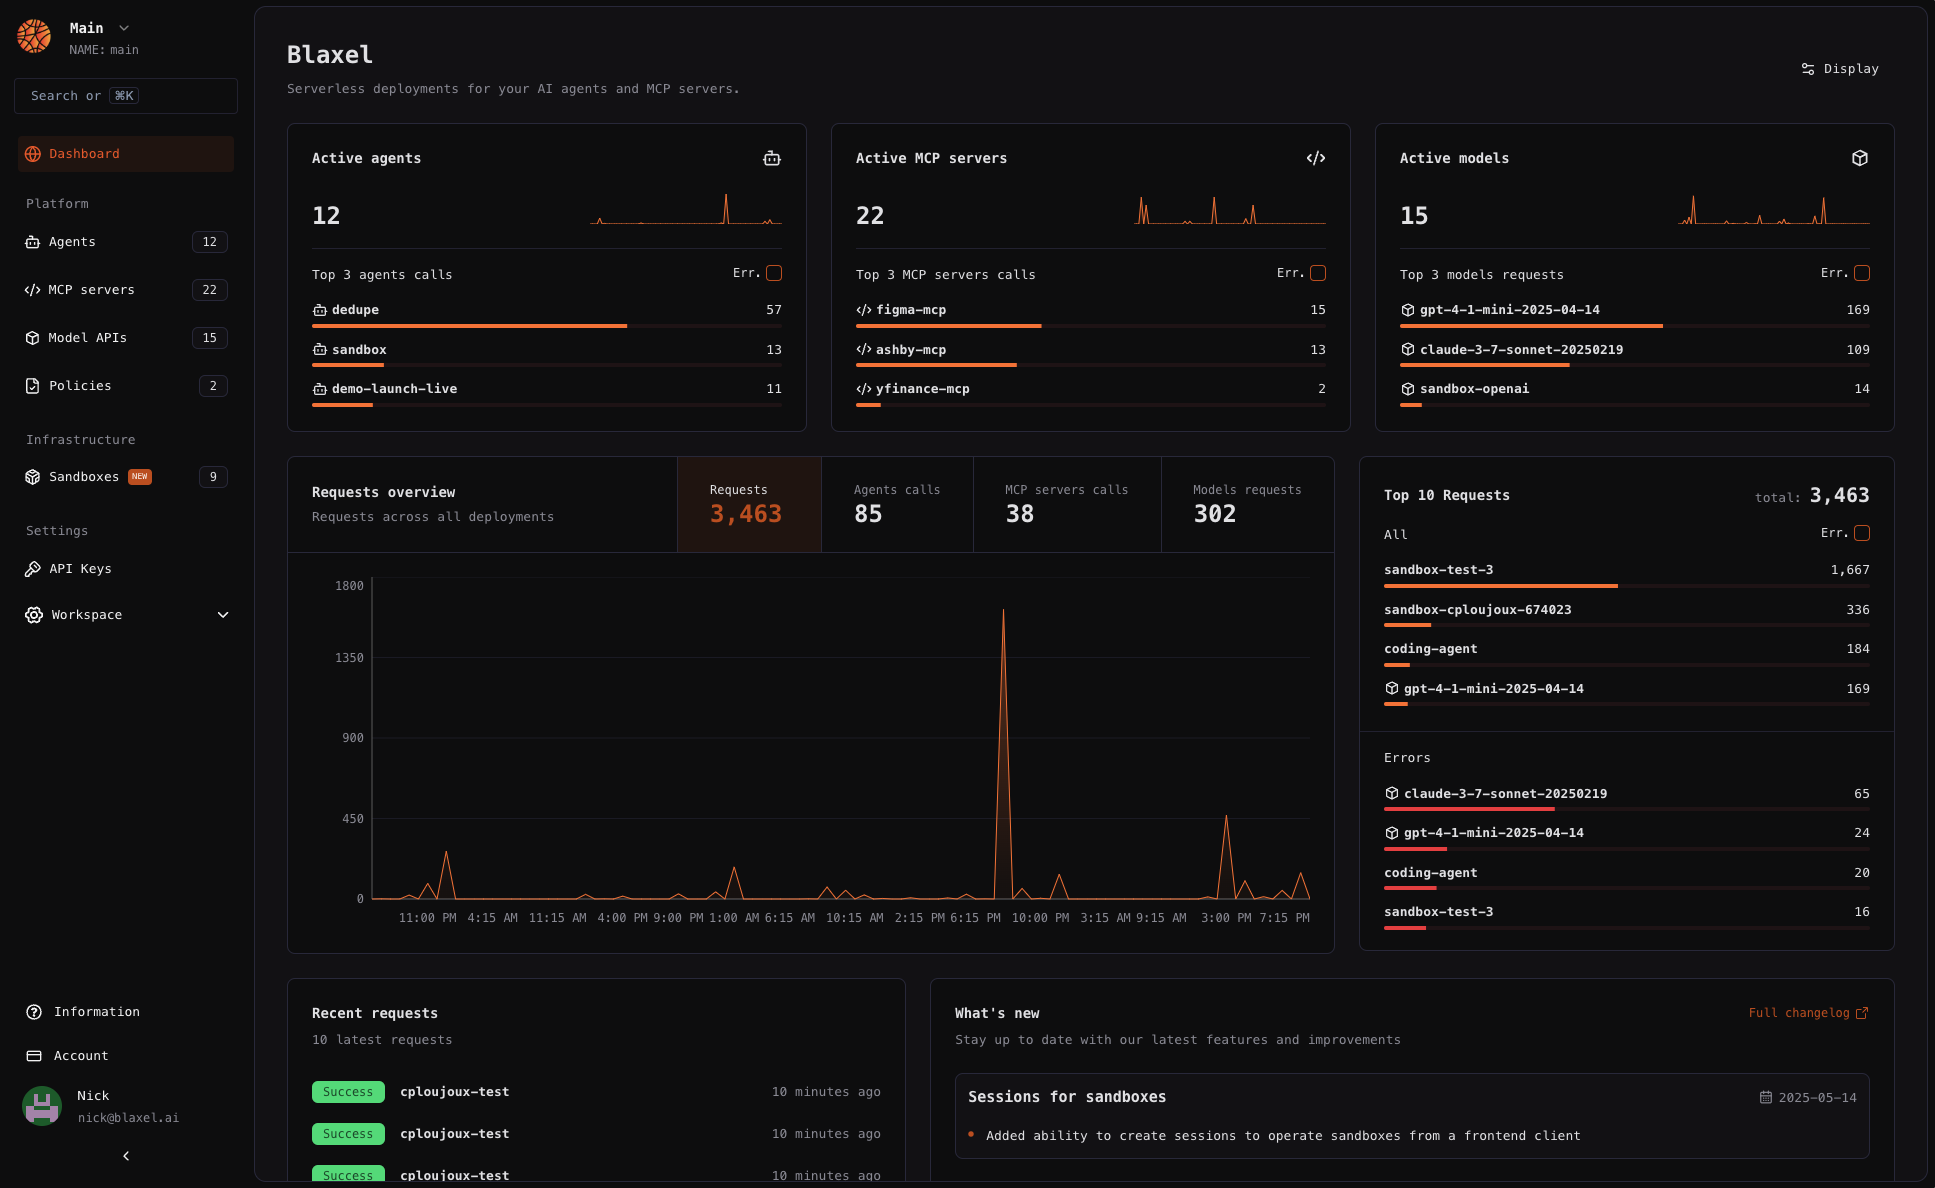 Main
NAME: main
Search or ⌘K
Dashboard
Platform
Agents 12
MCP servers 22
Model APIs 15
Policies 2
Infrastructure
Sandboxes NEW 9
Settings
API Keys
Workspace
Information
Account
Nick
nick@blaxel.ai
Blaxel
Serverless deployments for your AI agents and MCP servers.
Display
Active agents
12
Top 3 agents calls Err.
dedupe 57
sandbox 13
demo-launch-live 11
Active MCP servers
22
Top 3 MCP servers calls Err.
figma-mcp 15
ashby-mcp 13
yfinance-mcp 2
Active models
15
Top 3 models requests Err.
gpt-4-1-mini-2025-04-14 169
claude-3-7-sonnet-20250219 109
sandbox-openai 14
Requests overview
Requests across all deployments
Requests
3,463
Agents calls
85
MCP servers calls
38
Models requests
302
1800
1350
900
450
0
11:00 PM 4:15 AM 11:15 AM 4:00 PM 9:00 PM 1:00 AM 6:15 AM 10:15 AM 2:15 PM 6:15 PM 10:00 PM 3:15 AM 9:15 AM 3:00 PM 7:15 PM
Top 10 Requests total: 3,463
All Err.
sandbox-test-3 1,667
sandbox-cploujoux-674023 336
coding-agent 184
gpt-4-1-mini-2025-04-14 169
Errors
claude-3-7-sonnet-20250219 65
gpt-4-1-mini-2025-04-14 24
coding-agent 20
sandbox-test-3 16
Recent requests
10 latest requests
Success cploujoux-test 10 minutes ago
Success cploujoux-test 10 minutes ago
Success cploujoux-test 10 minutes ago
What's new Full changelog
Stay up to date with our latest features and improvements
Sessions for sandboxes 2025-05-14
• Added ability to create sessions to operate sandboxes from a frontend client